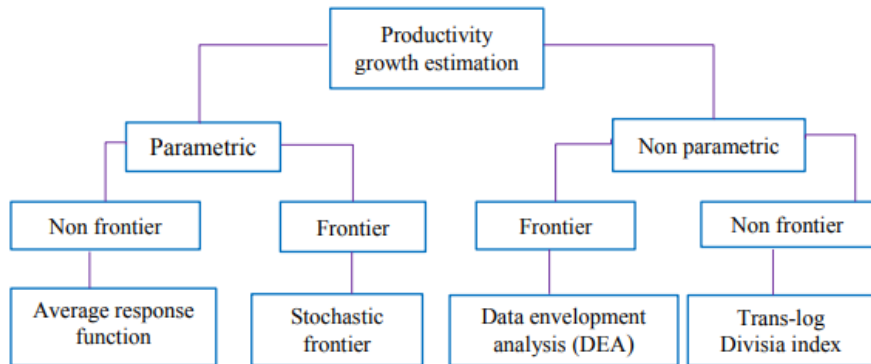 Productivity
growth estimation
Parametric
Non parametric
Non frontier
Frontier
Frontier
Non frontier
Average response
function
Stochastic
frontier
Data envelopment
analysis (DEA)
Trans-log
Divisia index